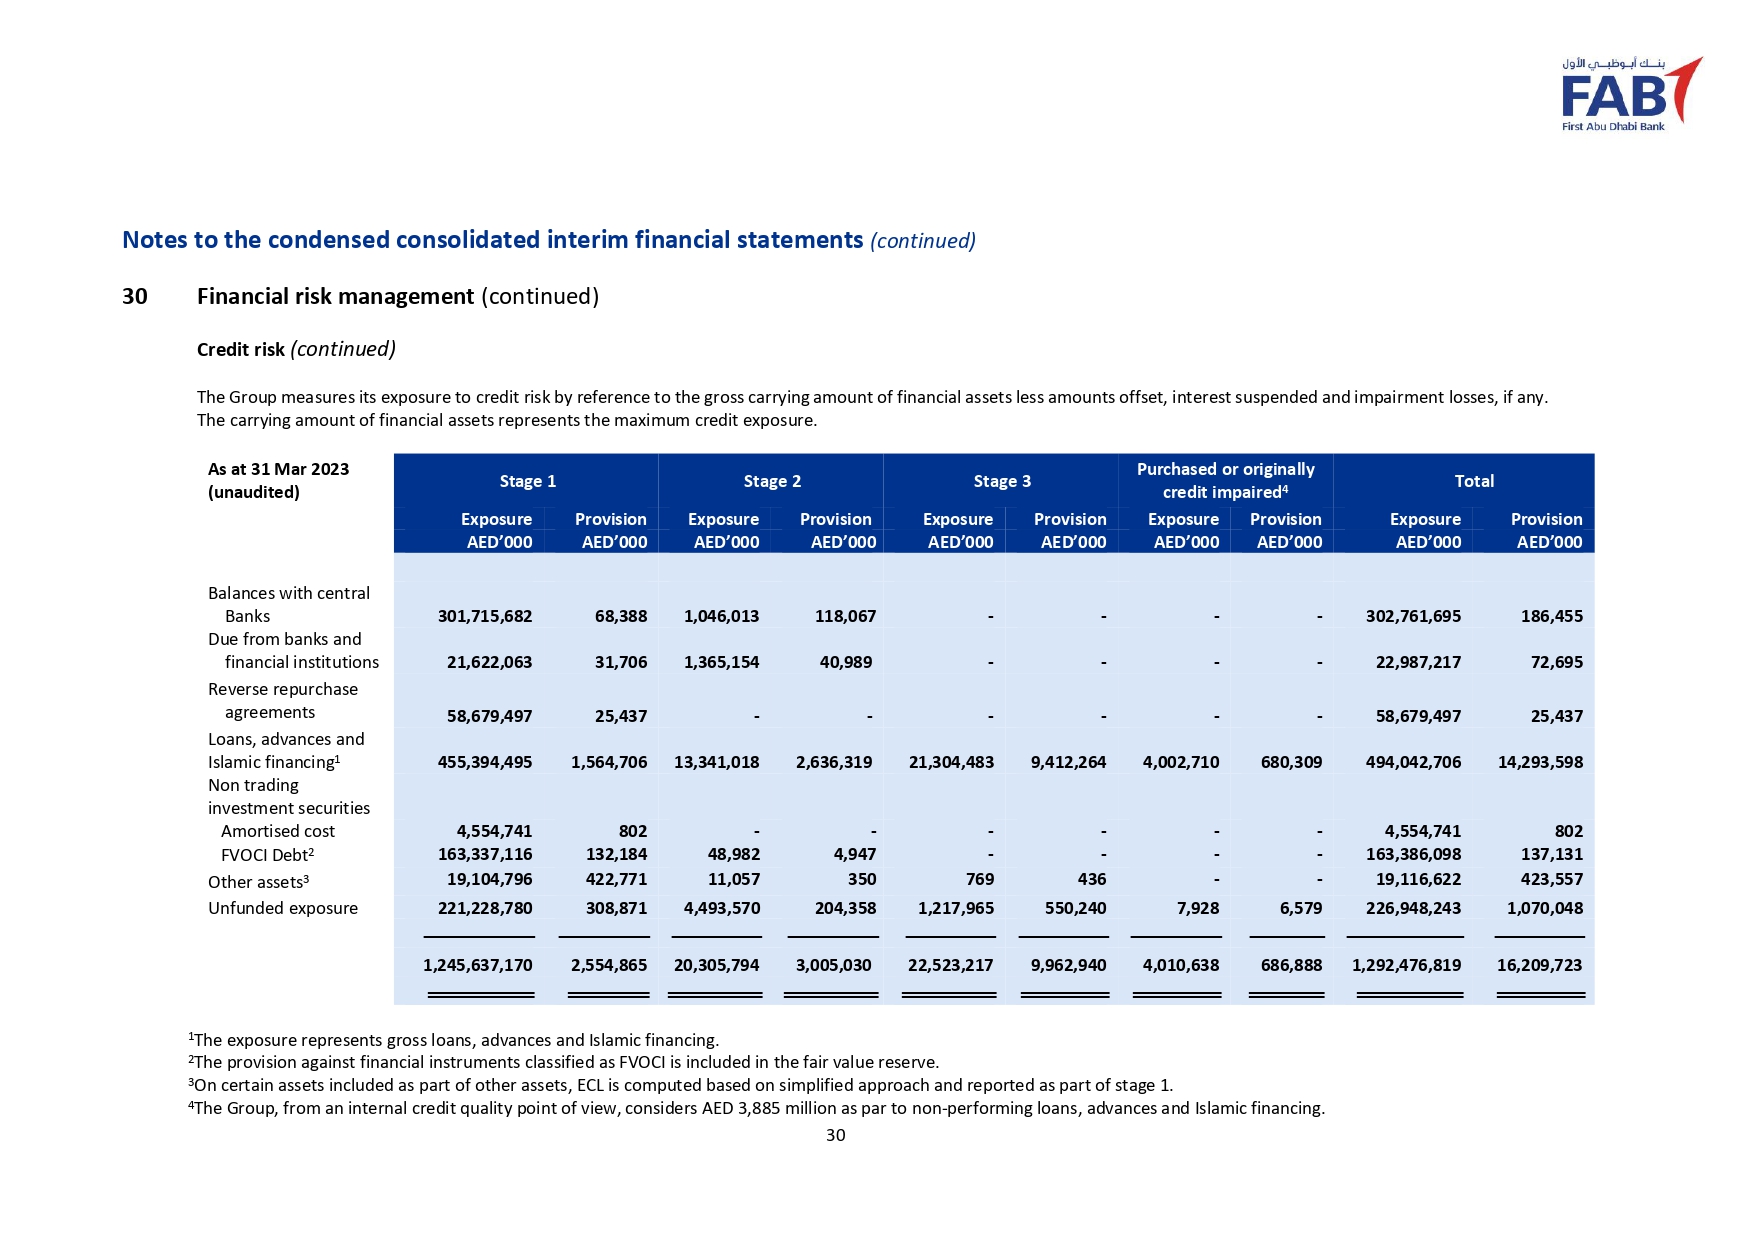 بنك أبوظبي الأول
FAB
First Abu Dhabi Bank
Notes to the condensed consolidated interim financial statements (continued)
30 Financial risk management (continued)
Credit risk (continued)
The Group measures its exposure to credit risk by reference to the gross carrying amount of financial assets less amounts offset, interest suspended and impairment losses, if any.
The carrying amount of financial assets represents the maximum credit exposure.
As at 31 Mar 2023
(unaudited)
Stage 1 Stage 2 Stage 3 Purchased or originally credit impaired⁴ Total
Exposure Provision Exposure Provision Exposure Provision Exposure Provision Exposure Provision
AED’000 AED’000 AED’000 AED’000 AED’000 AED’000 AED’000 AED’000 AED’000 AED’000
Balances with central
Banks 301,715,682 68,388 1,046,013 118,067 - - - - 302,761,695 186,455
Due from banks and
financial institutions 21,622,063 31,706 1,365,154 40,989 - - - - 22,987,217 72,695
Reverse repurchase
agreements 58,679,497 25,437 - - - - - - 58,679,497 25,437
Loans, advances and
Islamic financing¹ 455,394,495 1,564,706 13,341,018 2,636,319 21,304,483 9,412,264 4,002,710 680,309 494,042,706 14,293,598
Non trading
investment securities
Amortised cost 4,554,741 802 - - - - - - 4,554,741 802
FVOCI Debt² 163,337,116 132,184 48,982 4,947 - - - - 163,386,098 137,131
Other assets³ 19,104,796 422,771 11,057 350 769 436 - - 19,116,622 423,557
Unfunded exposure 221,228,780 308,871 4,493,570 204,358 1,217,965 550,240 7,928 6,579 226,948,243 1,070,048
1,245,637,170 2,554,865 20,305,794 3,005,030 22,523,217 9,962,940 4,010,638 686,888 1,292,476,819 16,209,723
¹The exposure represents gross loans, advances and Islamic financing.
²The provision against financial instruments classified as FVOCI is included in the fair value reserve.
³On certain assets included as part of other assets, ECL is computed based on simplified approach and reported as part of stage 1.
⁴The Group, from an internal credit quality point of view, considers AED 3,885 million as par to non-performing loans, advances and Islamic financing.
30